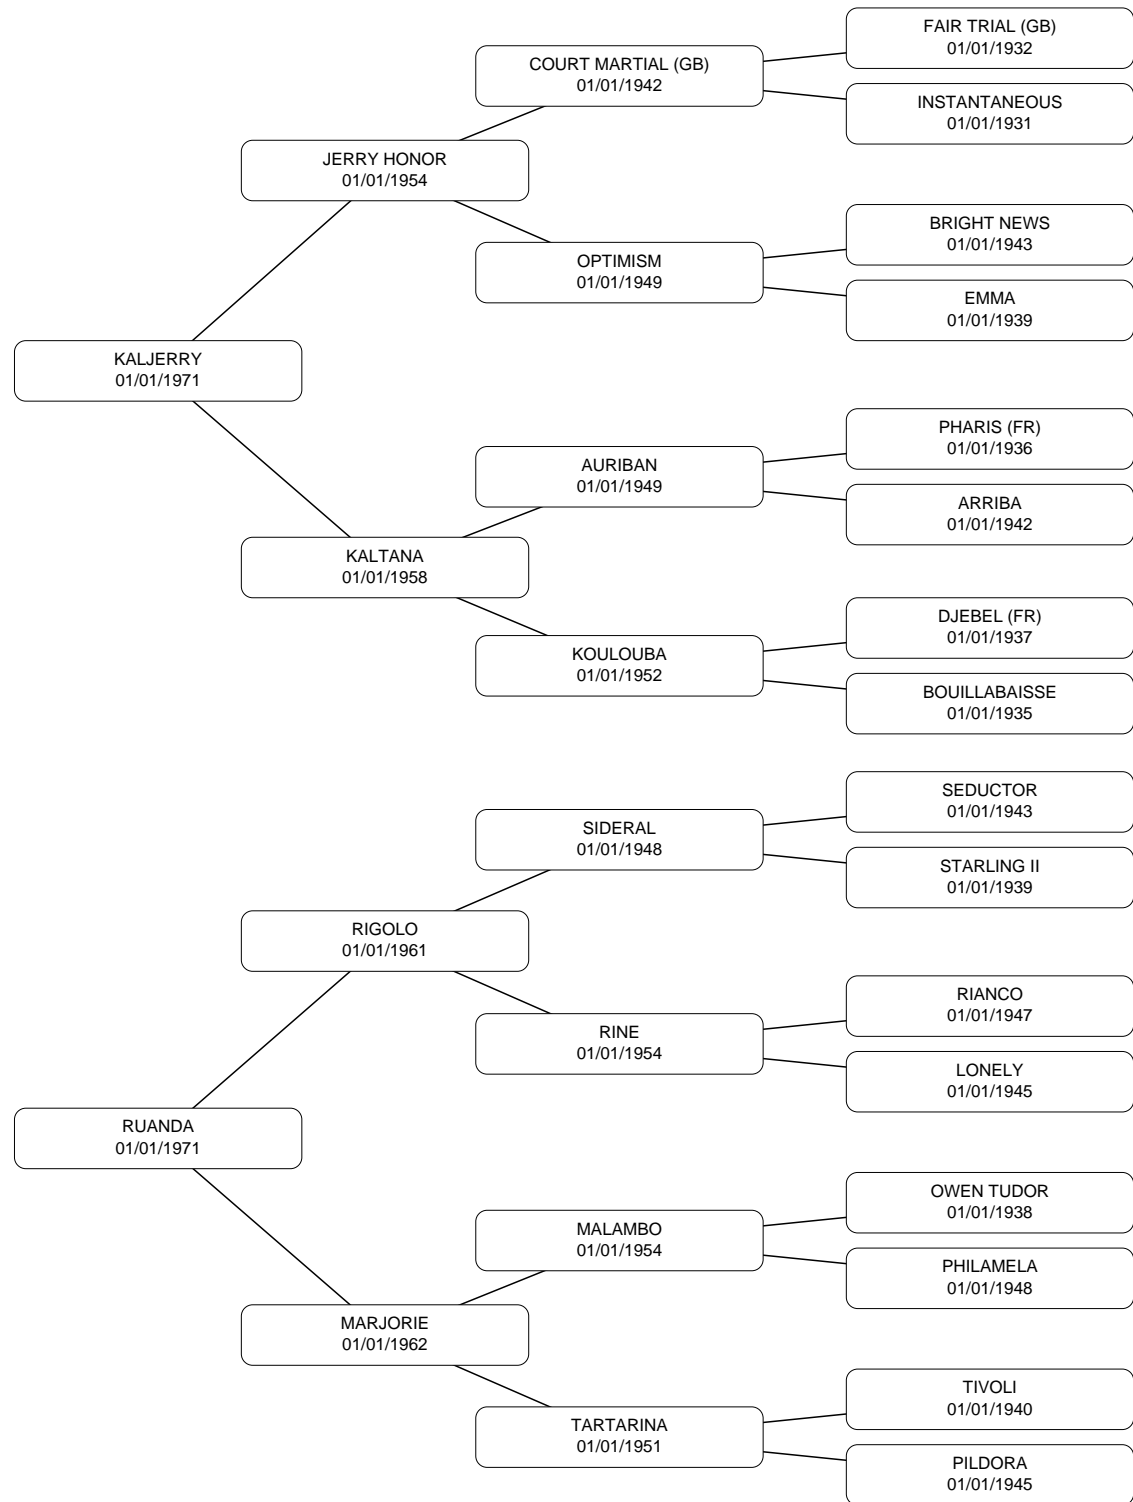 FAIR TRIAL (GB)
01/01/1932
COURT MARTIAL (GB)
01/01/1942
INSTANTANEOUS
01/01/1931
JERRY HONOR
01/01/1954
BRIGHT NEWS
01/01/1943
OPTIMISM
01/01/1949
EMMA
01/01/1939
KALJERRY
01/01/1971
PHARIS (FR)
01/01/1936
AURIBAN
01/01/1949
ARRIBA
01/01/1942
KALTANA
01/01/1958
DJEBEL (FR)
01/01/1937
KOULOUBA
01/01/1952
BOUILLABAISSE
01/01/1935
SEDUCTOR
01/01/1943
SIDERAL
01/01/1948
STARLING II
01/01/1939
RIGOLO
01/01/1961
RIANCO
01/01/1947
RINE
01/01/1954
LONELY
01/01/1945
RUANDA
01/01/1971
OWEN TUDOR
01/01/1938
MALAMBO
01/01/1954
PHILAMELA
01/01/1948
MARJORIE
01/01/1962
TIVOLI
01/01/1940
TARTARINA
01/01/1951
PILDORA
01/01/1945